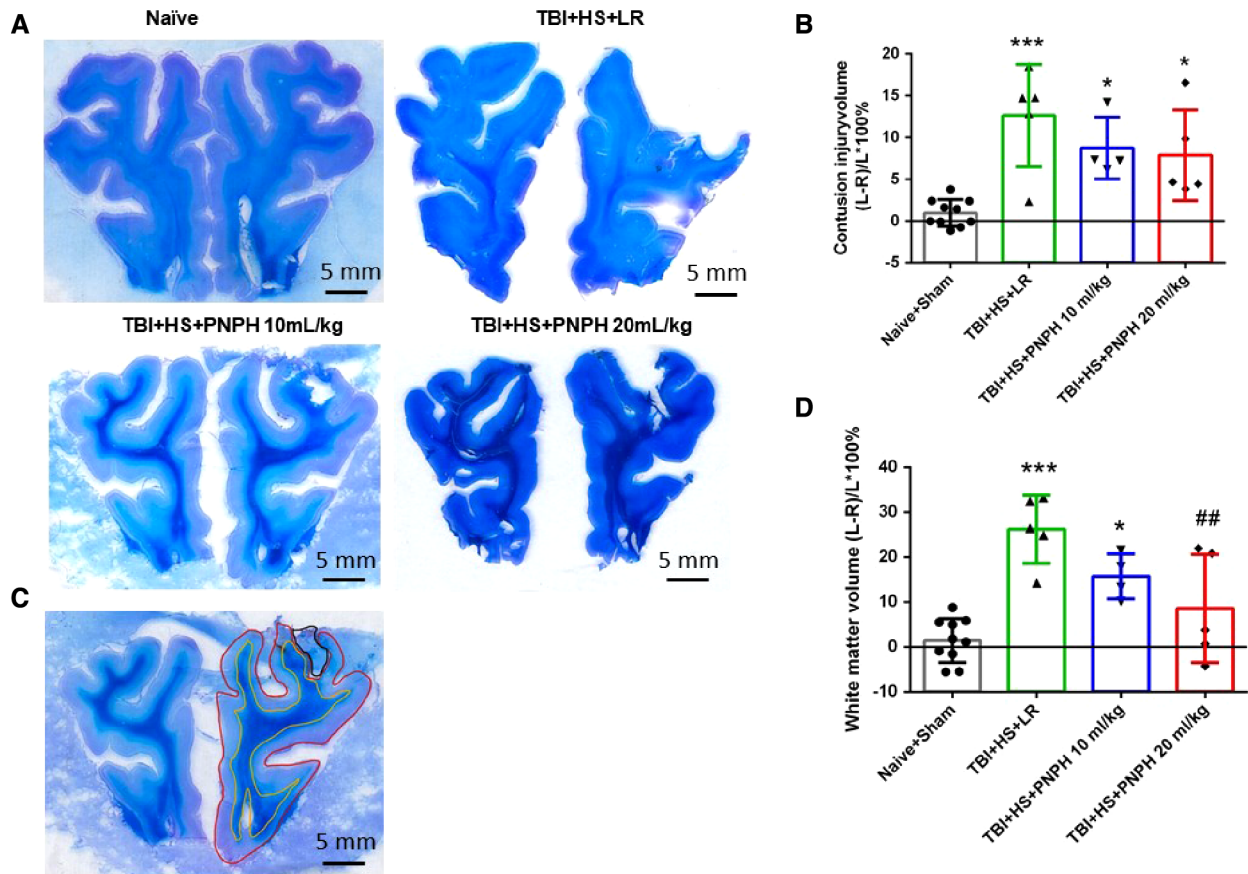 A
Naïve
TBI+HS+LR
5 mm
5 mm
TBI+HS+PNPH 10mL/kg
TBI+HS+PNPH 20mL/kg
5 mm
5 mm
C
5 mm
B
Contusion injuryvolume
(L-R)/L*100%
20
15
10
5
0
-5
***
*
*
Naive+Sham
TBI+HS+LR
TBI+HS+PNPH 10 ml/kg
TBI+HS+PNPH 20 ml/kg
D
White matter volume (L-R)/L*100%
40
30
20
10
0
-10
***
*
##
Naive+Sham
TBI+HS+LR
TBI+HS+PNPH 10 ml/kg
TBI+HS+PNPH 20 ml/kg